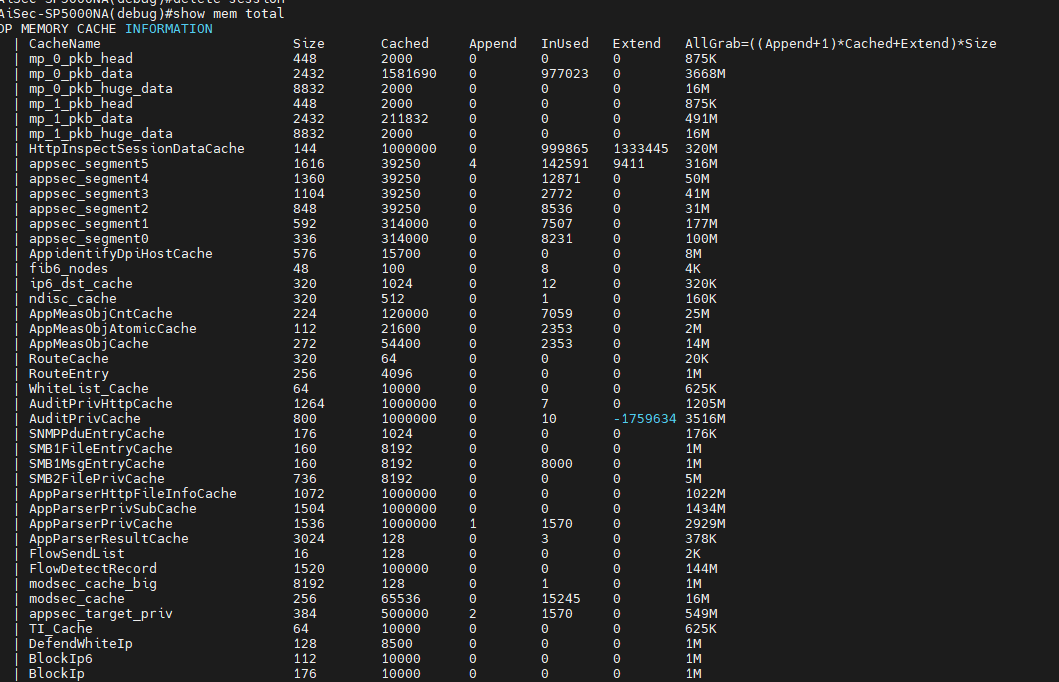 AiSec-SP5000NA(debug)#delete session
AiSec-SP5000NA(debug)#show mem total
DP MEMORY CACHE INFORMATION
| CacheName Size Cached Append InUsed Extend AllGrab=((Append+1)*Cached+Extend)*Size
| mp_0_pkb_head 448 2000 0 0 0 875K
| mp_0_pkb_data 2432 1581690 0 977023 0 3668M
| mp_0_pkb_huge_data 8832 2000 0 0 0 16M
| mp_1_pkb_head 448 2000 0 0 0 875K
| mp_1_pkb_data 2432 211832 0 0 0 491M
| mp_1_pkb_huge_data 8832 2000 0 0 0 16M
| HttpInspectSessionDataCache 144 1000000 0 999865 1333445 320M
| appsec_segment5 1616 39250 4 142591 9411 316M
| appsec_segment4 1360 39250 0 12871 0 50M
| appsec_segment3 1104 39250 0 2772 0 41M
| appsec_segment2 848 39250 0 8536 0 31M
| appsec_segment1 592 314000 0 7507 0 177M
| appsec_segment0 336 314000 0 8231 0 100M
| AppidentifyDpiHostCache 576 15700 0 0 0 8M
| fib6_nodes 48 100 0 8 0 4K
| ip6_dst_cache 320 1024 0 12 0 320K
| ndisc_cache 320 512 0 1 0 160K
| AppMeasObjCntCache 224 120000 0 7059 0 25M
| AppMeasObjAtomicCache 112 21600 0 2353 0 2M
| AppMeasObjCache 272 54400 0 2353 0 14M
| RouteCache 320 64 0 0 0 20K
| RouteEntry 256 4096 0 0 0 1M
| WhiteList_Cache 64 10000 0 0 0 625K
| AuditPrivHttpCache 1264 1000000 0 7 0 1205M
| AuditPrivCache 800 1000000 0 10 -1759634 3516M
| SNMPPduEntryCache 176 1024 0 0 0 176K
| SMB1FileEntryCache 160 8192 0 0 0 1M
| SMB1MsgEntryCache 160 8192 0 8000 0 1M
| SMB2FilePrivCache 736 8192 0 0 0 5M
| AppParserHttpFileInfoCache 1072 1000000 0 0 0 1022M
| AppParserPrivSubCache 1504 1000000 0 0 0 1434M
| AppParserPrivCache 1536 1000000 1 1570 0 2929M
| AppParserResultCache 3024 128 0 3 0 378K
| FlowSendList 16 128 0 0 0 2K
| FlowDetectRecord 1520 100000 0 0 0 144M
| modsec_cache_big 8192 128 0 1 0 1M
| modsec_cache 256 65536 0 15245 0 16M
| appsec_target_priv 384 500000 2 1570 0 549M
| TI_Cache 64 10000 0 0 0 625K
| DefendWhiteIp 128 8500 0 0 0 1M
| BlockIp6 112 10000 0 0 0 1M
| BlockIp 176 10000 0 0 0 1M